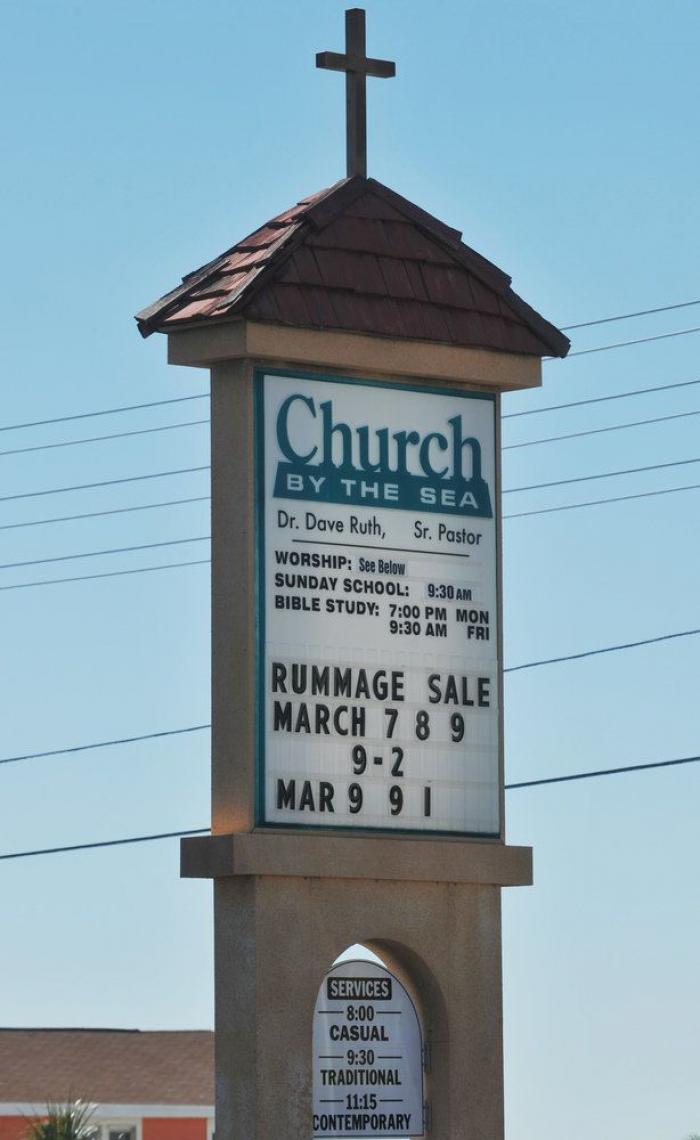 Church
BY THE SEA
Dr. Dave Ruth, Sr. Pastor
WORSHIP: See Below
SUNDAY SCHOOL: 9:30 AM
BIBLE STUDY: 7:00 PM MON
9:30 AM FRI
RUMMAGE SALE
MARCH 7 8 9
9-2
MAR 9 9 1
SERVICES
8:00
CASUAL
9:30
TRADITIONAL
11:15
CONTEMPORARY